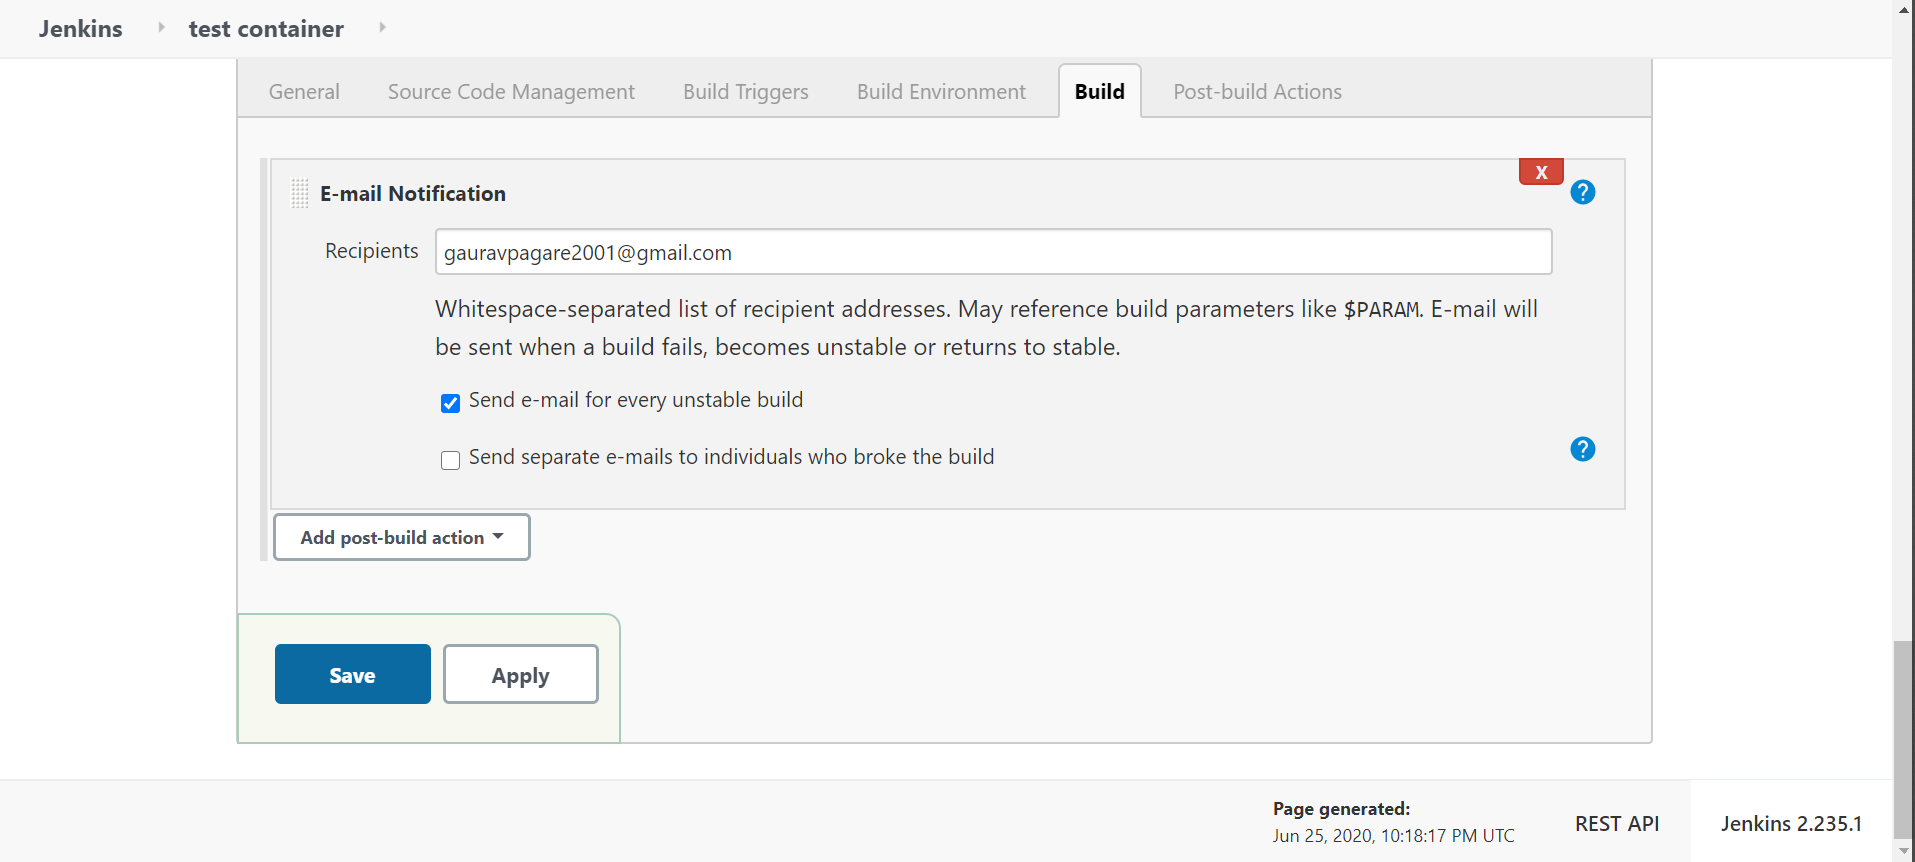 Jenkins test container
General Source Code Management Build Triggers Build Environment Build Post-build Actions
X
E-mail Notification ?
Recipients gauravpagare2001@gmail.com
Whitespace-separated list of recipient addresses. May reference build parameters like $PARAM. E-mail will
be sent when a build fails, becomes unstable or returns to stable.
Send e-mail for every unstable build
Send separate e-mails to individuals who broke the build ?
Add post-build action
Save Apply
Page generated:
Jun 25, 2020, 10:18:17 PM UTC
REST API
Jenkins 2.235.1